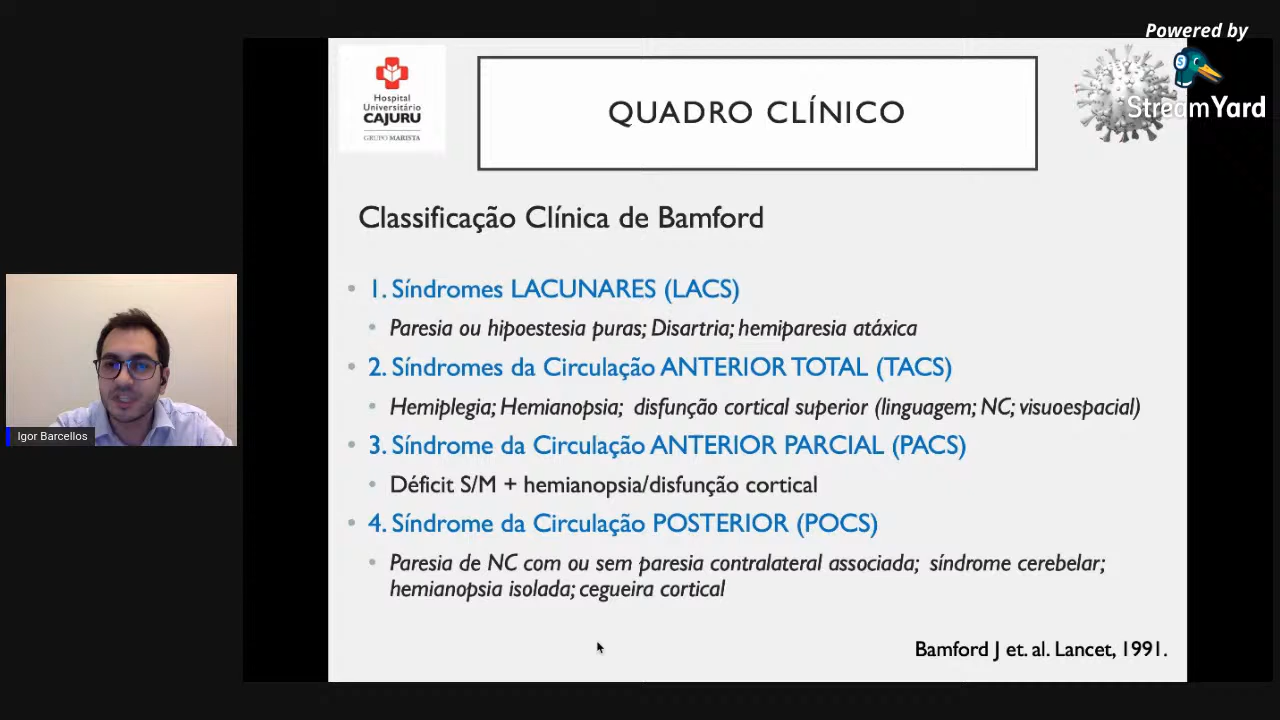 Powered by
StreamYard
Hospital
Universitário
CAJURU
GRUPO MARISTA
QUADRO CLÍNICO
Classificação Clínica de Bamford
• 1. Síndromes LACUNARES (LACS)
• Paresia ou hipoestesia puras; Disartria; hemiparesia atáxica
• 2. Síndromes da Circulação ANTERIOR TOTAL (TACS)
• Hemiplegia; Hemianopsia; disfunção cortical superior (linguagem; NC; visuoespacial)
• 3. Síndrome da Circulação ANTERIOR PARCIAL (PACS)
• Déficit S/M + hemianopsia/disfunção cortical
• 4. Síndrome da Circulação POSTERIOR (POCS)
• Paresia de NC com ou sem paresia contralateral associada; síndrome cerebelar;
hemianopsia isolada; cegueira cortical
Bamford J et. al. Lancet, 1991.
Igor Barcellos